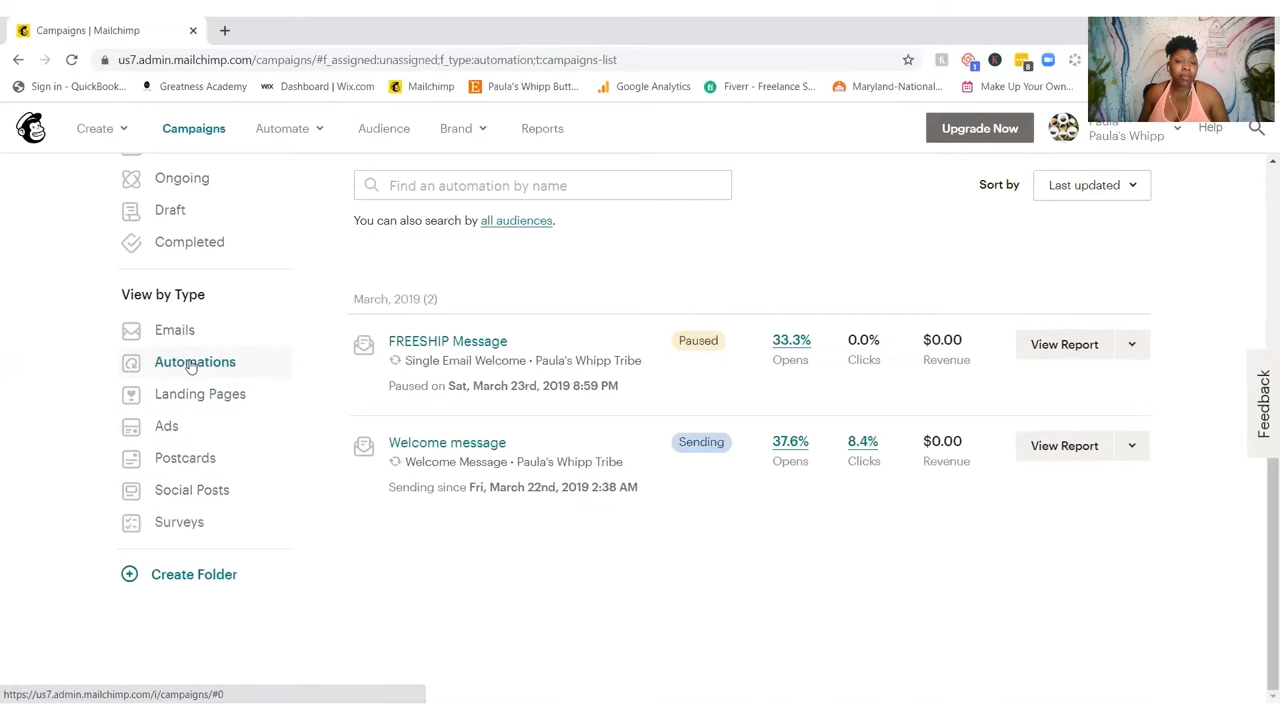 Campaigns | Mailchimp
us7.admin.mailchimp.com/campaigns/#f_assigned:unassigned;f_type:automation;t:campaigns-list
1
8
Sign in - QuickBook...
Greatness Academy
WIX Dashboard | Wix.com
Mailchimp
E Paula's Whipp Butt...
Google Analytics
Fiverr - Freelance S...
Maryland-National...
Make Up Your Own...
Create
Campaigns
Automate
Audience
Brand
Reports
Upgrade Now
Paula
Paula's Whipp
Help
Ongoing
Draft
Completed
View by Type
Emails
Automations
Landing Pages
Ads
Postcards
Social Posts
Surveys
Create Folder
Find an automation by name
Sort by
Last updated
You can also search by all audiences.
March, 2019 (2)
FREESHIP Message
Paused
33.3%
0.0%
$0.00
View Report
Single Email Welcome • Paula's Whipp Tribe
Opens
Clicks
Revenue
Paused on Sat, March 23rd, 2019 8:59 PM
Welcome message
Sending
37.6%
8.4%
$0.00
View Report
Welcome Message • Paula's Whipp Tribe
Opens
Clicks
Revenue
Sending since Fri, March 22nd, 2019 2:38 AM
Feedback
https://us7.admin.mailchimp.com/i/campaigns/#0